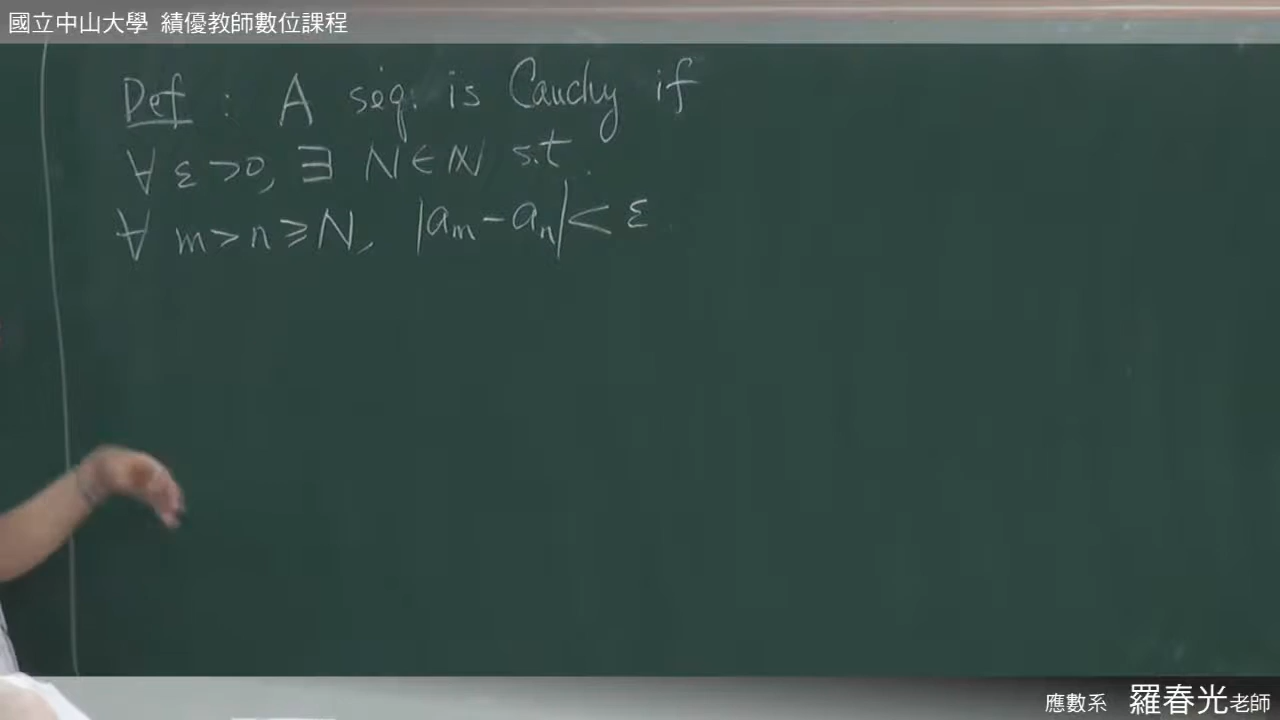 國立中山大學 績優教師數位課程
Def : A seq. is Cauchy if
∀ ε > 0, ∃ N ∈ ℕ s.t.
∀ m > n ⩾ N, |aₘ − aₙ| < ε
應數系 羅春光老師